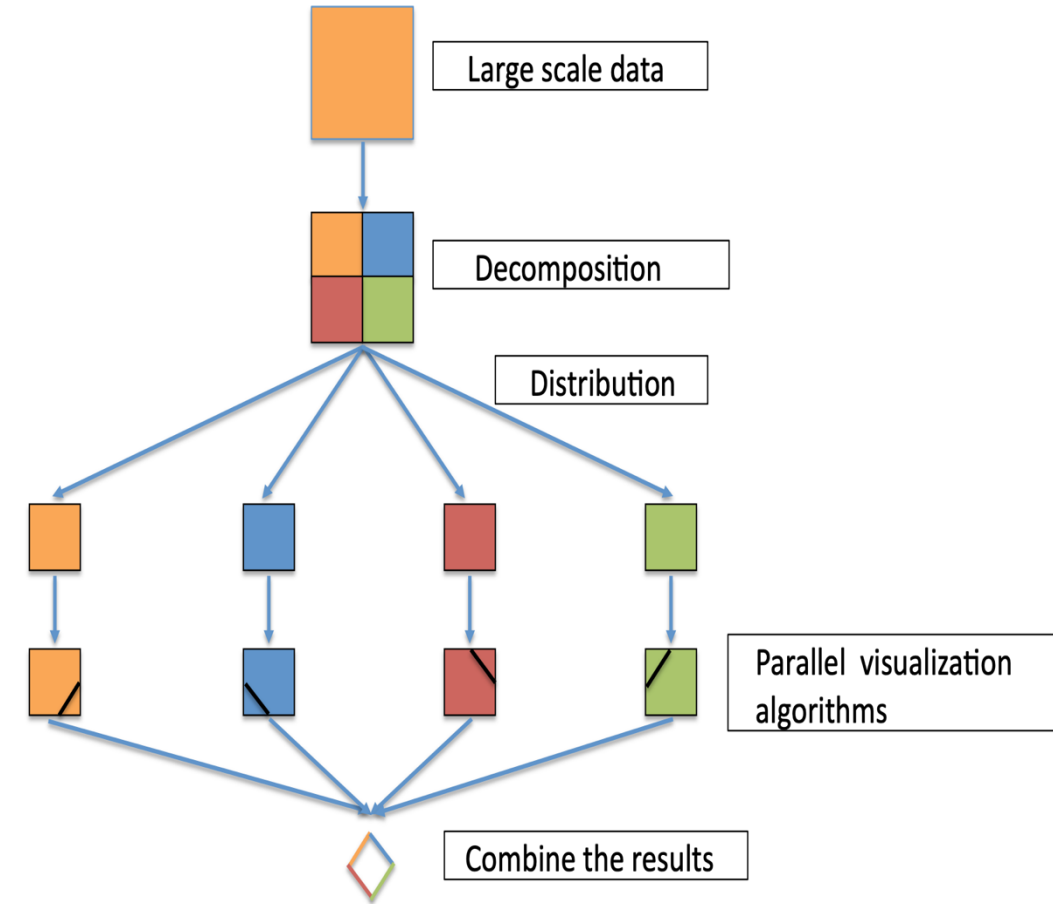 Large scale data
Decomposition
Distribution
Parallel visualization
algorithms
Combine the results